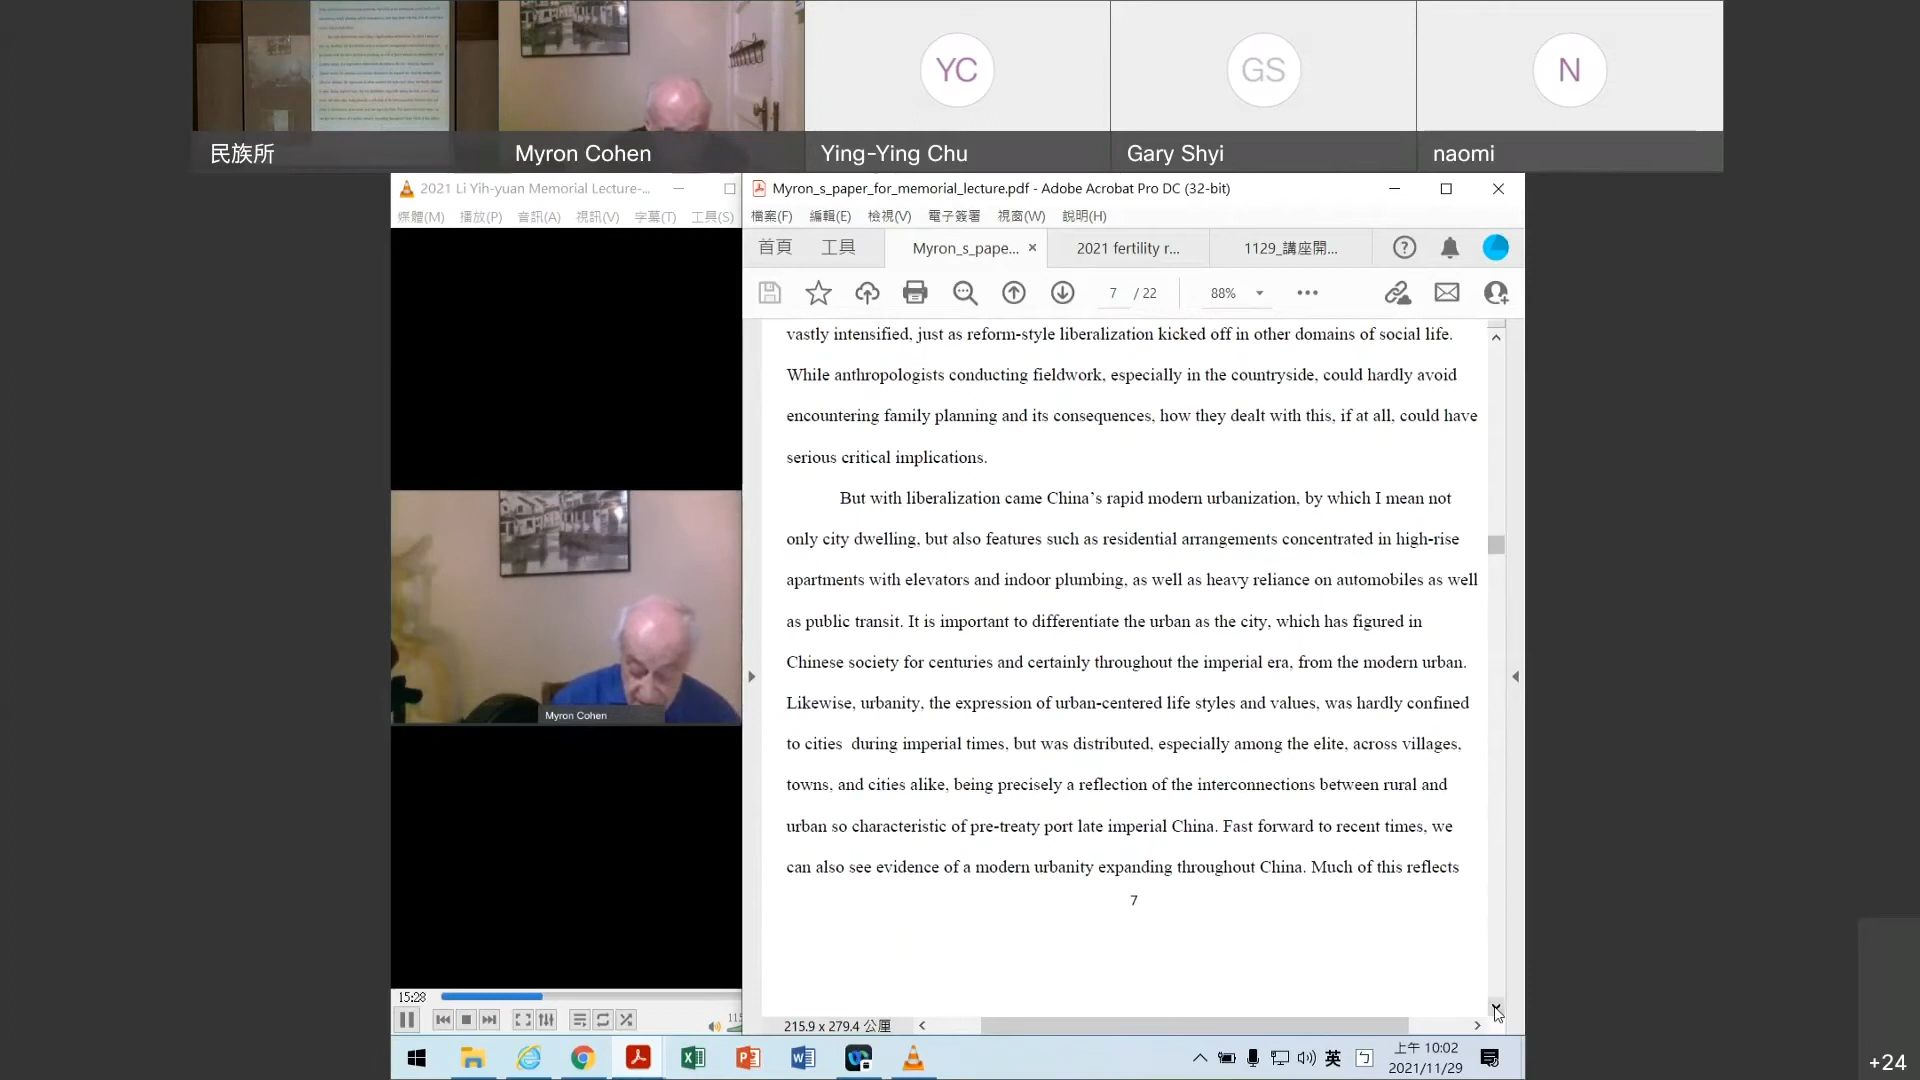 YC
GS
N
民族所
Myron Cohen
Ying-Ying Chu
Gary Shyi
naomi
2021 Li Yih-yuan Memorial Lecture-...
媒體(M) 播放(P) 音訊(A) 視訊(V) 字幕(T) 工具(S)
Myron_s_paper_for_memorial_lecture.pdf - Adobe Acrobat Pro DC (32-bit)
檔案(F) 編輯(E) 檢視(V) 電子簽署 視窗(W) 說明(H)
首頁 工具 Myron_s_pape... × 2021 fertility r... 1129_講座開...
7 / 22 88%
vastly intensified, just as reform-style liberalization kicked off in other domains of social life.
While anthropologists conducting fieldwork, especially in the countryside, could hardly avoid
encountering family planning and its consequences, how they dealt with this, if at all, could have
serious critical implications.
But with liberalization came China's rapid modern urbanization, by which I mean not
only city dwelling, but also features such as residential arrangements concentrated in high-rise
apartments with elevators and indoor plumbing, as well as heavy reliance on automobiles as well
as public transit. It is important to differentiate the urban as the city, which has figured in
Chinese society for centuries and certainly throughout the imperial era, from the modern urban.
Likewise, urbanity, the expression of urban-centered life styles and values, was hardly confined
to cities during imperial times, but was distributed, especially among the elite, across villages,
towns, and cities alike, being precisely a reflection of the interconnections between rural and
urban so characteristic of pre-treaty port late imperial China. Fast forward to recent times, we
can also see evidence of a modern urbanity expanding throughout China. Much of this reflects
7
Myron Cohen
15:28
215.9 x 279.4 公厘
英
上午 10:02
2021/11/29
+24